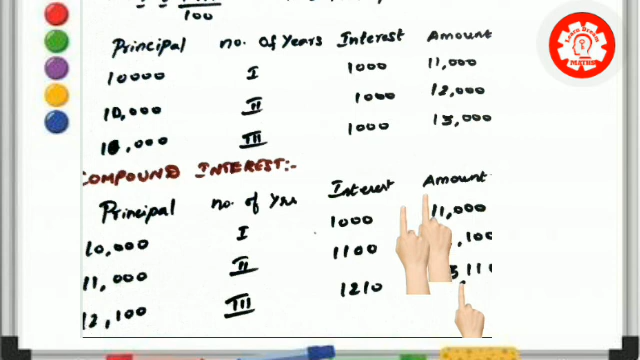 100
Principal no. of Years Interest Amount
10000 I 1000 11,000
10,000 II 1000 12,000
10,000 III 1000 13,000
COMPOUND INTEREST:-
Principal no. of Yrs Interest Amount
10,000 I 1000 11,000
11,000 II 1100 ,100
12,100 III 1210
MATHS